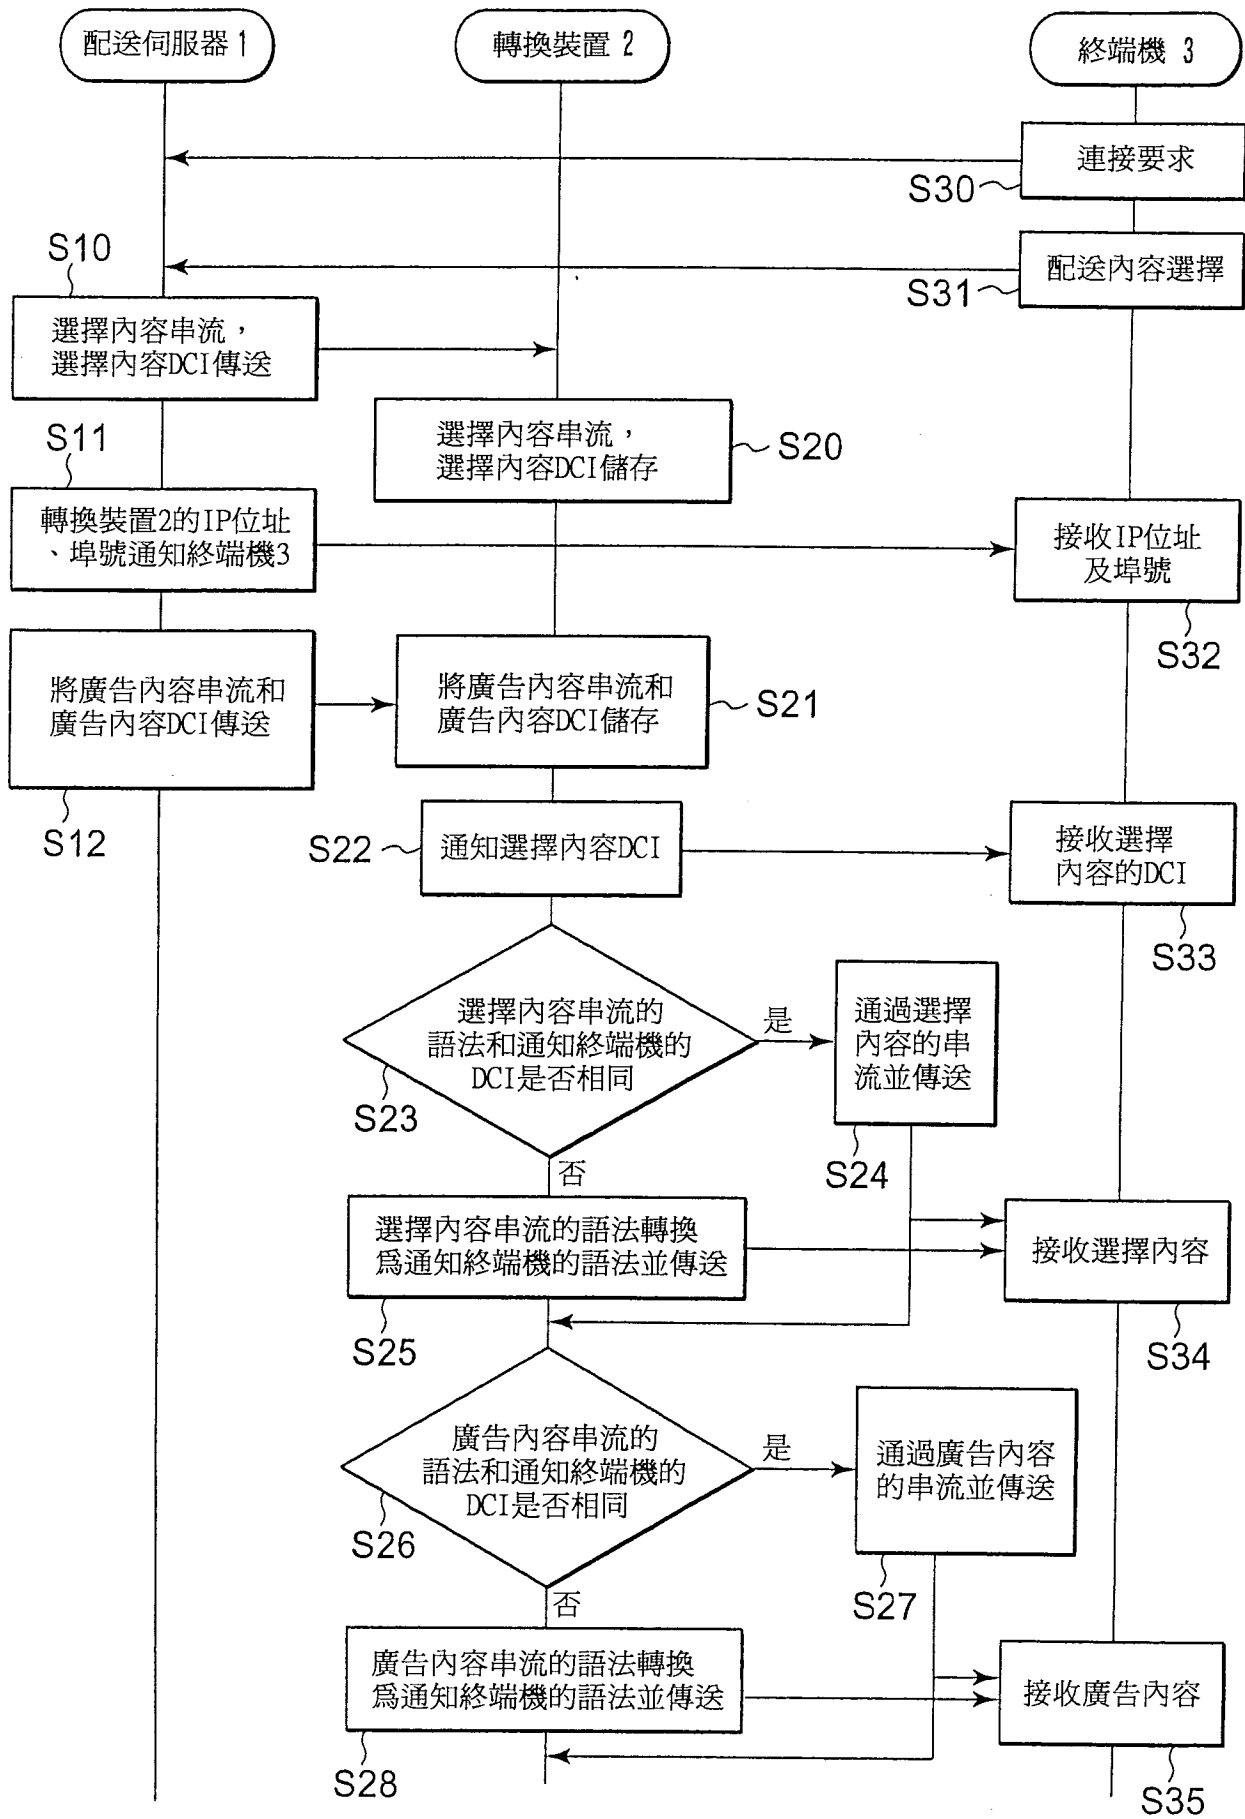 配送伺服器 1
轉換裝置 2
終端機 3
連接要求
S30
配送內容選擇
S31
S10
選擇內容串流，
選擇內容DCI傳送
選擇內容串流，
選擇內容DCI儲存
S20
S11
轉換裝置2的IP位址
、埠號通知終端機3
接收IP位址
及埠號
S32
將廣告內容串流和
廣告內容DCI傳送
S12
將廣告內容串流和
廣告內容DCI儲存
S21
S22
通知選擇內容DCI
接收選擇
內容的DCI
S33
選擇內容串流的
語法和通知終端機的
DCI是否相同
S23
是
通過選擇
內容的串
流並傳送
S24
否
選擇內容串流的語法轉換
爲通知終端機的語法並傳送
S25
接收選擇內容
S34
廣告內容串流的
語法和通知終端機的
DCI是否相同
S26
是
通過廣告內容
的串流並傳送
S27
否
廣告內容串流的語法轉換
爲通知終端機的語法並傳送
S28
接收廣告內容
S35